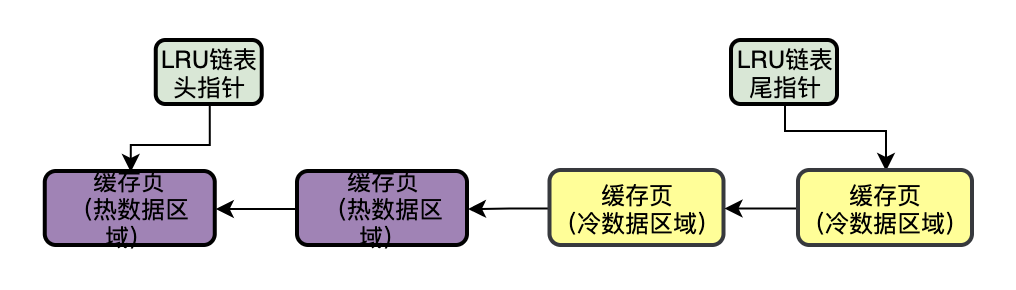 LRU链表
头指针
LRU链表
尾指针
缓存页
（热数据区
域）
缓存页
（热数据区
域）
缓存页
（冷数据区域）
缓存页
（冷数据区域）